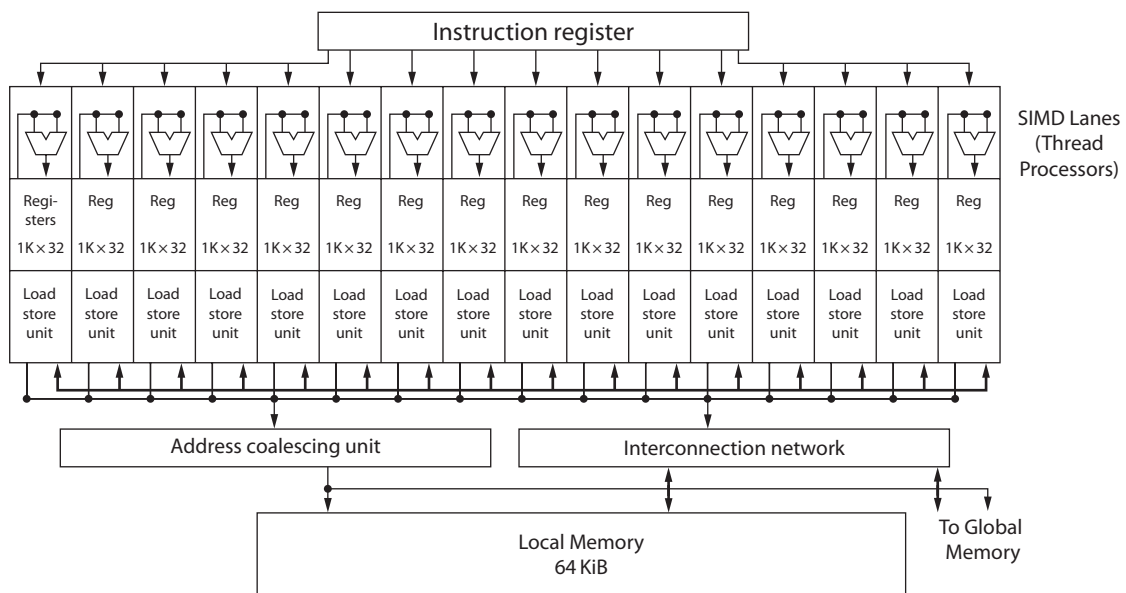 Instruction register
SIMD Lanes
(Thread
Processors)
Regi- Reg Reg Reg Reg Reg Reg Reg Reg Reg Reg Reg Reg Reg Reg Reg
sters
1K × 32 1K × 32 1K × 32 1K × 32 1K × 32 1K × 32 1K × 32 1K × 32 1K × 32 1K × 32 1K × 32 1K × 32 1K × 32 1K × 32 1K × 32 1K × 32
Load Load Load Load Load Load Load Load Load Load Load Load Load Load Load Load
store store store store store store store store store store store store store store store store
unit unit unit unit unit unit unit unit unit unit unit unit unit unit unit unit
Address coalescing unit
Interconnection network
Local Memory
64 KiB
To Global
Memory